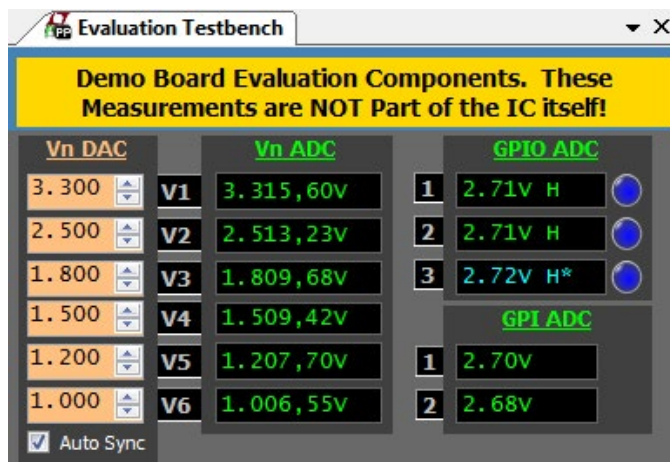 Evaluation Testbench
Demo Board Evaluation Components. These
Measurements are NOT Part of the IC itself!
Vn DAC Vn ADC GPIO ADC
3.300 V1 3.315,60V 1 2.71V H
2.500 V2 2.513,23V 2 2.71V H
1.800 V3 1.809,68V 3 2.72V H*
1.500 V4 1.509,42V GPI ADC
1.200 V5 1.207,70V 1 2.70V
1.000 V6 1.006,55V 2 2.68V
Auto Sync